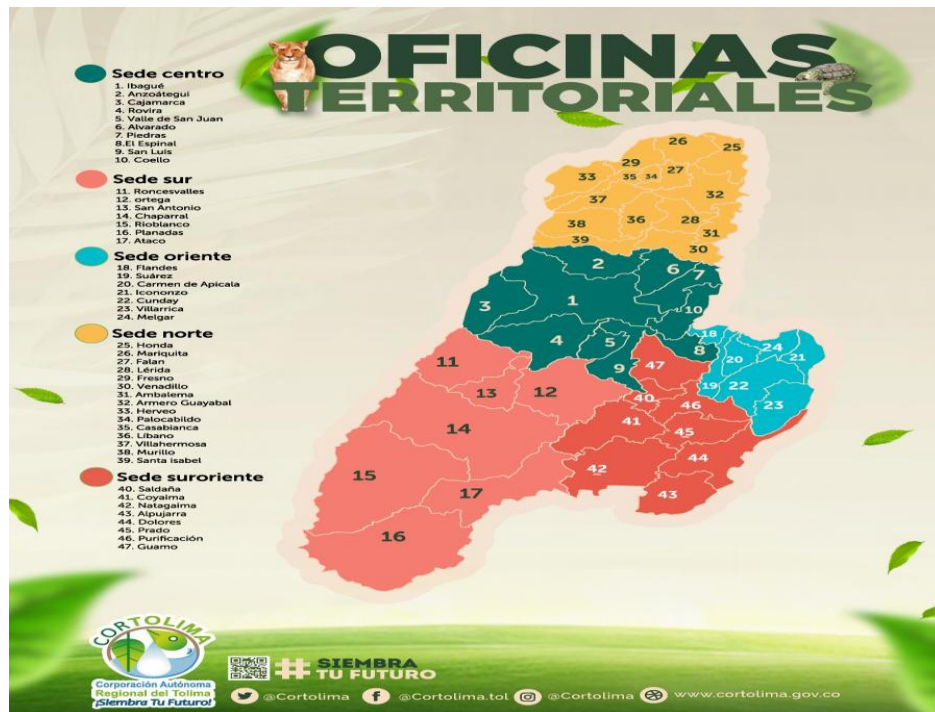 OFICINAS
TERRITORIALES
Sede centro
1. Ibagué
2. Anzoátegui
3. Cajamarca
4. Rovira
5. Valle de San Juan
6. Alvarado
7. Piedras
8.El Espinal
9. San Luis
10. Coello
Sede sur
11. Roncesvalles
12. ortega
13. San Antonio
14. Chaparral
15. Rioblanco
16. Planadas
17. Ataco
Sede oriente
18. Flandes
19. Suárez
20. Carmen de Apicala
21. Icononzo
22. Cunday
23. Villarrica
24. Melgar
Sede norte
25. Honda
26. Mariquita
27. Falan
28. Lérida
29. Fresno
30. Venadillo
31. Ambalema
32. Armero Guayabal
33. Herveo
34. Palocabildo
35. Casabianca
36. Líbano
37. Villahermosa
38. Murillo
39. Santa isabel
Sede suroriente
40. Saldaña
41. Coyaima
42. Natagaima
43. Alpujarra
44. Dolores
45. Prado
46. Purificación
47. Guamo
26
25
29
27
33
35
34
32
37
36
28
38
31
39
30
2
6
7
3
1
10
4
5
8
9
18
24
20
21
19
22
23
47
11
13
12
40
46
41
45
14
44
42
15
17
43
16
CORTOLIMA
Corporación Autónoma
Regional del Tolima
¡Siembra Tu Futuro!
# SIEMBRA
TU FUTURO
@Cortolima @Cortolima.tol @Cortolima www.cortolima.gov.co